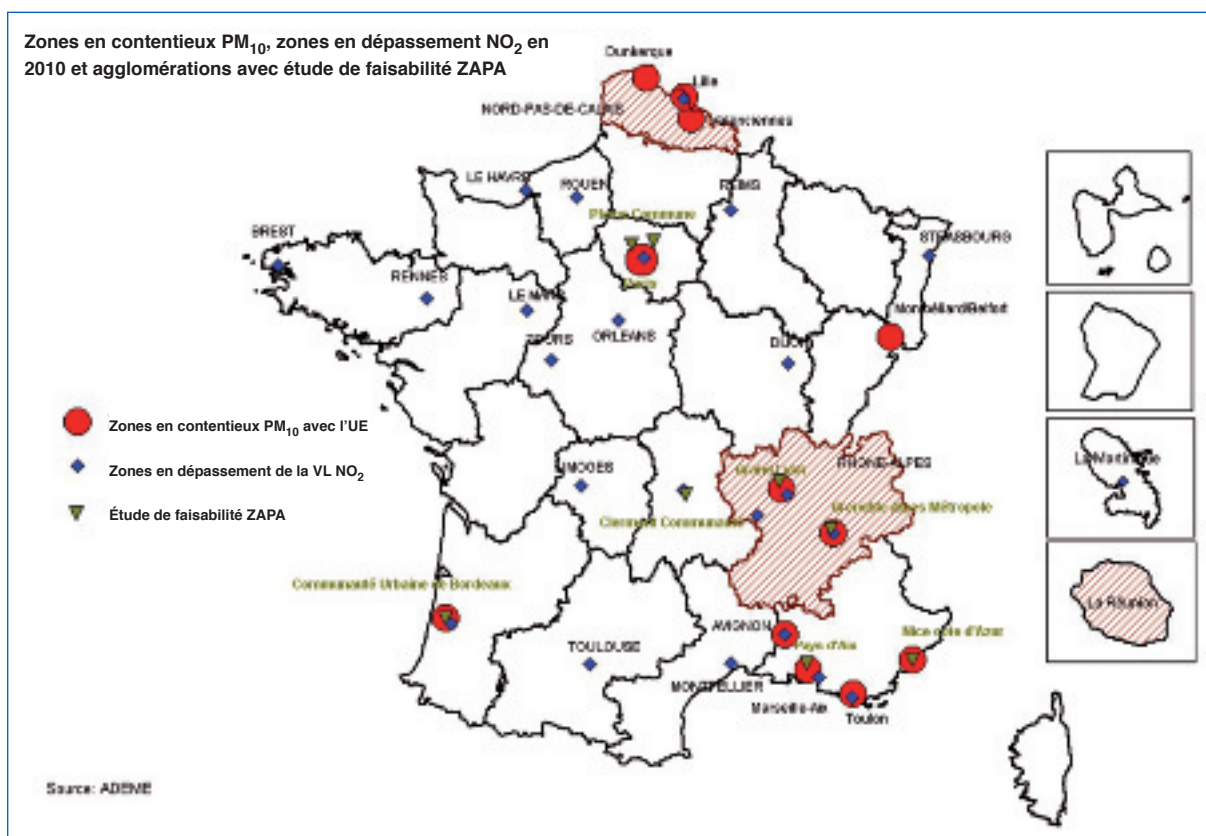 Zones en contentieux PM10, zones en dépassement NO2 en
2010 et agglomérations avec étude de faisabilité ZAPA
Dunkerque
Lille
NORD-PAS-DE-CALAIS
LE HAVRE
ROUEN
REIMS
Commune
BREST
STRASBOURG
RENNES
LE MANS
Montbéliard/Belfort
TOURS
ORLEANS
DIJON
Zones en contentieux PM10 avec l'UE
Zones en dépassement de la VL NO2
Étude de faisabilité ZAPA
LIMOGES
RHONE-ALPES
Grand Lyon
Clermont Communauté
Grenoble Alpes Métropole
La Martinique
Communauté Urbaine de Bordeaux
La Réunion
AVIGNON
Nice côte d'Azur
TOULOUSE
Pays d'Aix
MONTPELLIER
Marseille-Aix
Toulon
Source: ADEME